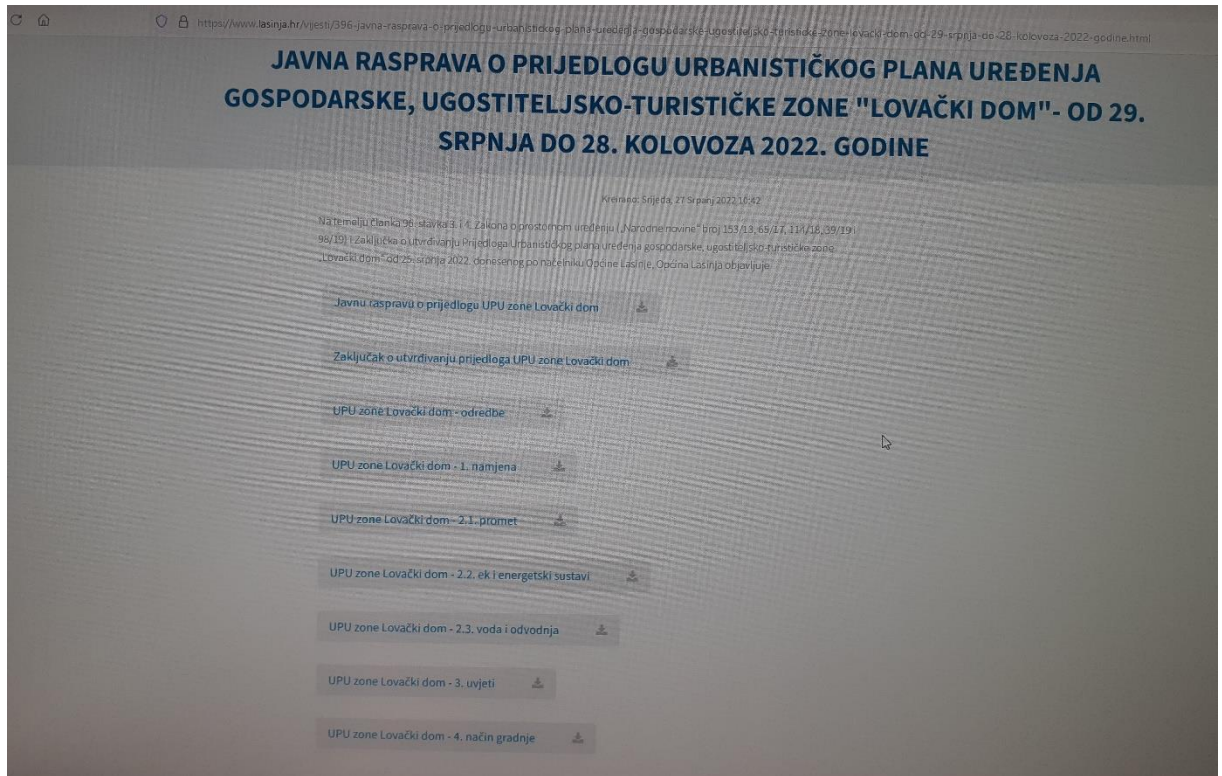 https://www.lasinja.hr/vijesti/396-javna-rasprava-o-prijedlogu-urbanistickog-plana-uredenja-gospodarske-ugostiteljsko-turisticke-zone-lovacki-dom-od-29-srpnja-do-28-kolovoza-2022-godine.html
JAVNA RASPRAVA O PRIJEDLOGU URBANISTIČKOG PLANA UREĐENJA
GOSPODARSKE, UGOSTITELJSKO-TURISTIČKE ZONE "LOVAČKI DOM"- OD 29.
SRPNJA DO 28. KOLOVOZA 2022. GODINE
Kreirano: Srijeda, 27 Srpanj 2022 10:42
Na temelju članka 96. stavka 3. i 4. Zakona o prostornom uređenju („Narodne novine" broj 153/13, 65/17, 114/18, 39/19 i
98/19) i Zaključka o utvrđivanju Prijedloga Urbanističkog plana uređenja gospodarske, ugostiteljsko-turističke zone
„Lovački dom" od 25. srpnja 2022. donesenog po načelniku Općine Lasinje, Općina Lasinja objavljuje
Javnu raspravu o prijedlogu UPU zone Lovački dom
Zaključak o utvrđivanju prijedloga UPU zone Lovački dom
UPU zone Lovački dom - odredbe
UPU zone Lovački dom - 1. namjena
UPU zone Lovački dom - 2.1. promet
UPU zone Lovački dom - 2.2. ek i energetski sustavi
UPU zone Lovački dom - 2.3. voda i odvodnja
UPU zone Lovački dom - 3. uvjeti
UPU zone Lovački dom - 4. način gradnje